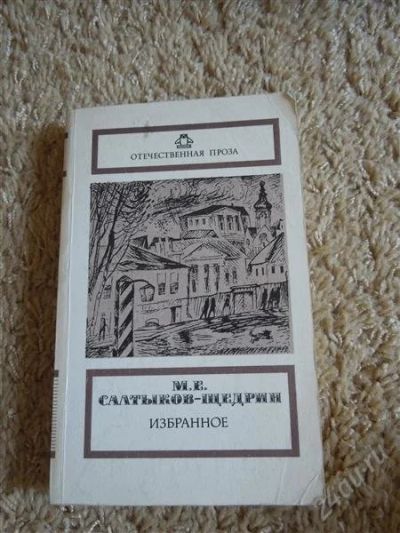 ОТЕЧЕСТВЕННАЯ ПРОЗА
М.Е.
САЛТЫКОВ-ЩЕДРИН
ИЗБРАННОЕ